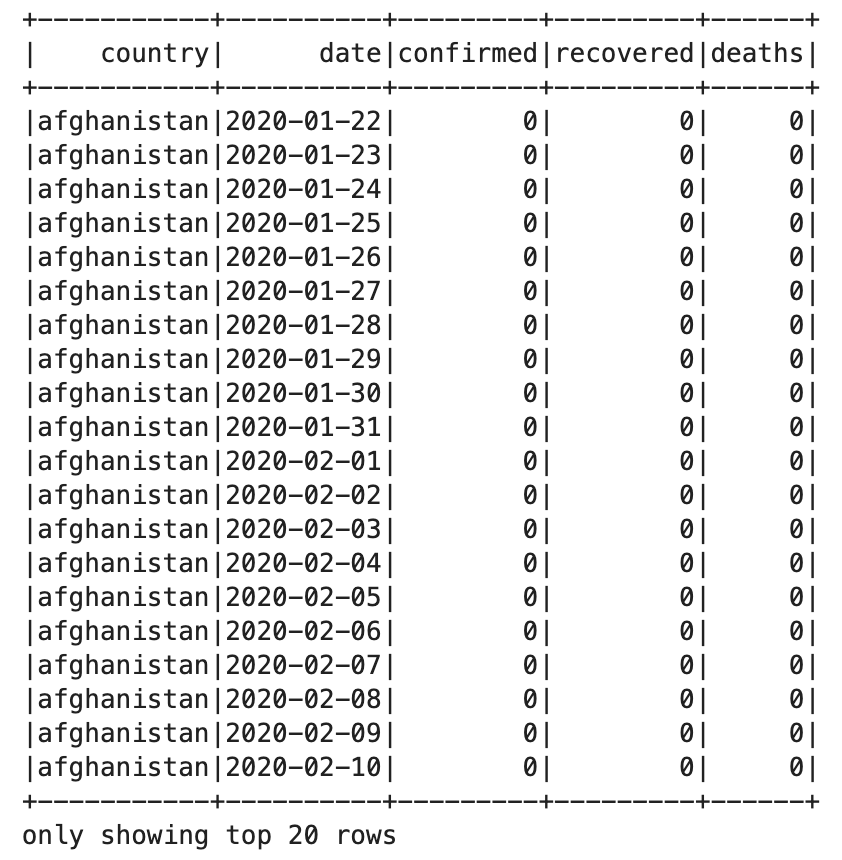 +-----------+----------+---------+---------+------+
|    country|      date|confirmed|recovered|deaths|
+-----------+----------+---------+---------+------+
|afghanistan|2020-01-22|        0|        0|     0|
|afghanistan|2020-01-23|        0|        0|     0|
|afghanistan|2020-01-24|        0|        0|     0|
|afghanistan|2020-01-25|        0|        0|     0|
|afghanistan|2020-01-26|        0|        0|     0|
|afghanistan|2020-01-27|        0|        0|     0|
|afghanistan|2020-01-28|        0|        0|     0|
|afghanistan|2020-01-29|        0|        0|     0|
|afghanistan|2020-01-30|        0|        0|     0|
|afghanistan|2020-01-31|        0|        0|     0|
|afghanistan|2020-02-01|        0|        0|     0|
|afghanistan|2020-02-02|        0|        0|     0|
|afghanistan|2020-02-03|        0|        0|     0|
|afghanistan|2020-02-04|        0|        0|     0|
|afghanistan|2020-02-05|        0|        0|     0|
|afghanistan|2020-02-06|        0|        0|     0|
|afghanistan|2020-02-07|        0|        0|     0|
|afghanistan|2020-02-08|        0|        0|     0|
|afghanistan|2020-02-09|        0|        0|     0|
|afghanistan|2020-02-10|        0|        0|     0|
+-----------+----------+---------+---------+------+
only showing top 20 rows